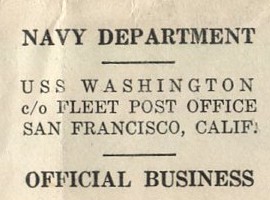 NAVY DEPARTMENT
USS WASHINGTON
c/o FLEET POST OFFICE
SAN FRANCISCO, CALIF.
OFFICIAL BUSINESS